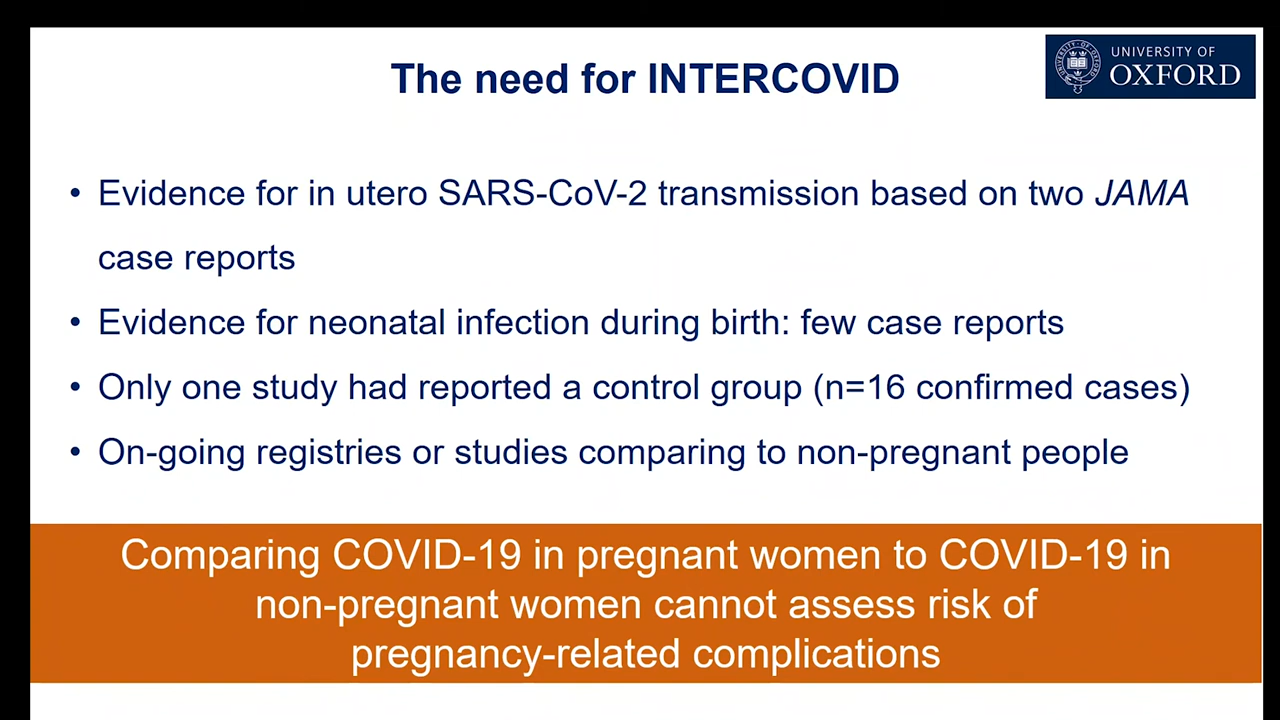 The need for INTERCOVID
UNIVERSITY OF
OXFORD
• Evidence for in utero SARS-CoV-2 transmission based on two JAMA
case reports
• Evidence for neonatal infection during birth: few case reports
• Only one study had reported a control group (n=16 confirmed cases)
• On-going registries or studies comparing to non-pregnant people
Comparing COVID-19 in pregnant women to COVID-19 in
non-pregnant women cannot assess risk of
pregnancy-related complications